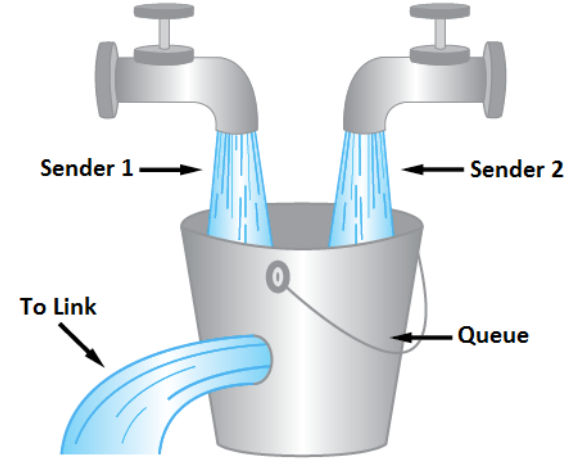 Sender 1
Sender 2
To Link
Queue